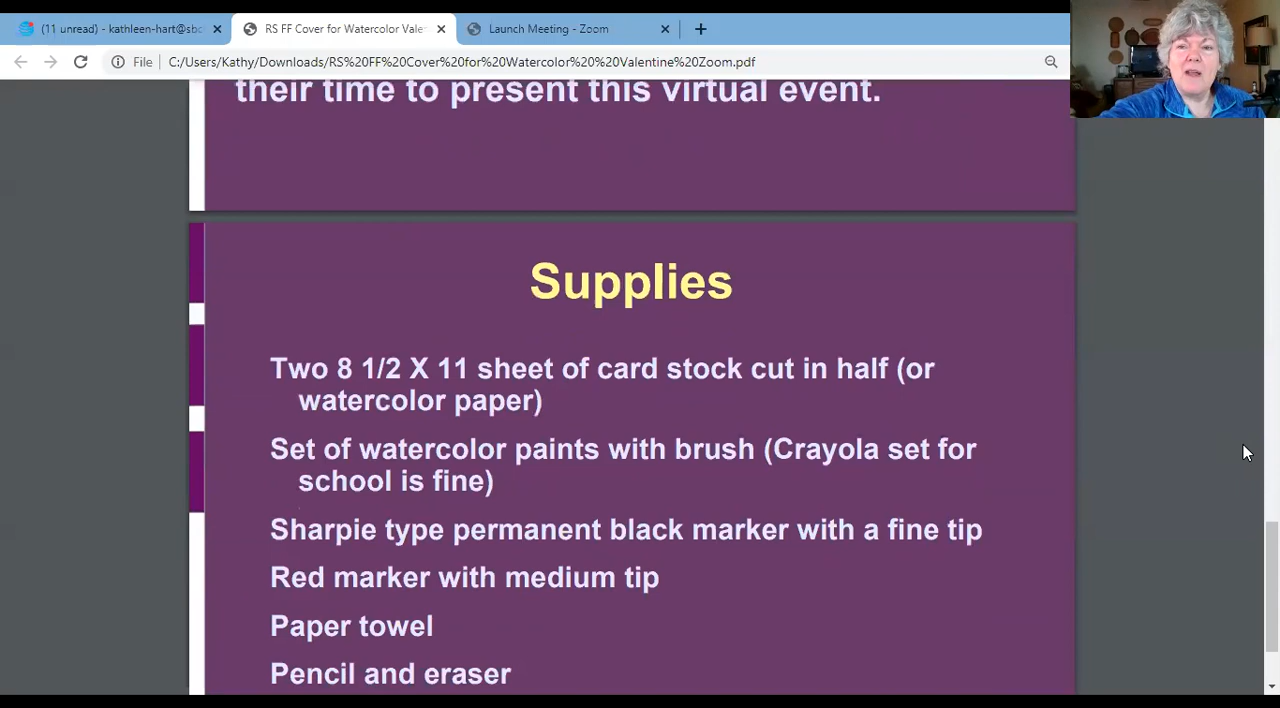 (11 unread) - kathleen-hart@sbc
RS FF Cover for Watercolor Vale
Launch Meeting - Zoom
File
C:/Users/Kathy/Downloads/RS%20FF%20Cover%20for%20Watercolor%20%20Valentine%20Zoom.pdf
their time to present this virtual event.
Supplies
Two 8 1/2 X 11 sheet of card stock cut in half (or
watercolor paper)
Set of watercolor paints with brush (Crayola set for
school is fine)
Sharpie type permanent black marker with a fine tip
Red marker with medium tip
Paper towel
Pencil and eraser